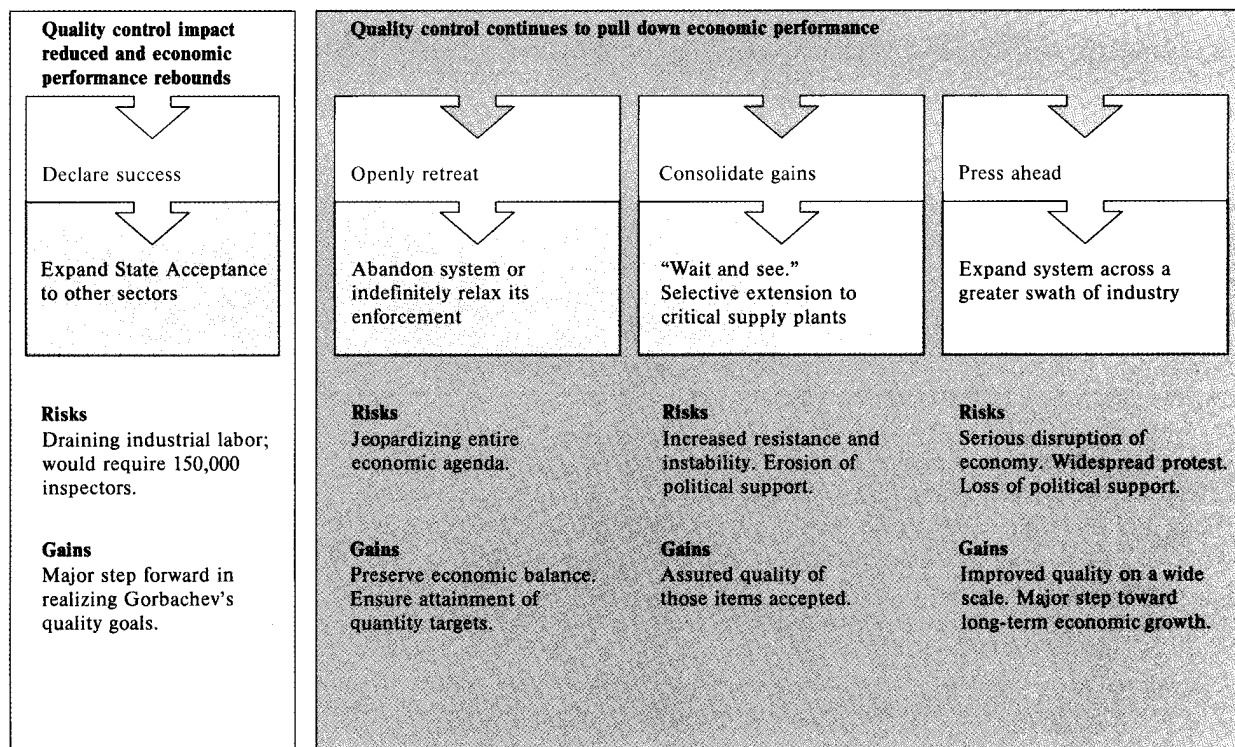 Quality control impact
reduced and economic
performance rebounds
Declare success
Expand State Acceptance
to other sectors
Risks
Draining industrial labor;
would require 150,000
inspectors.
Gains
Major step forward in
realizing Gorbachev's
quality goals.
Quality control continues to pull down economic performance
Openly retreat
Abandon system or
indefinitely relax its
enforcement
Risks
Jeopardizing entire
economic agenda.
Gains
Preserve economic balance.
Ensure attainment of
quantity targets.
Consolidate gains
“Wait and see.”
Selective extension to
critical supply plants
Risks
Increased resistance and
instability. Erosion of
political support.
Gains
Assured quality of
those items accepted.
Press ahead
Expand system across a
greater swath of industry
Risks
Serious disruption of
economy. Widespread protest.
Loss of political support.
Gains
Improved quality on a wide
scale. Major step toward
long-term economic growth.